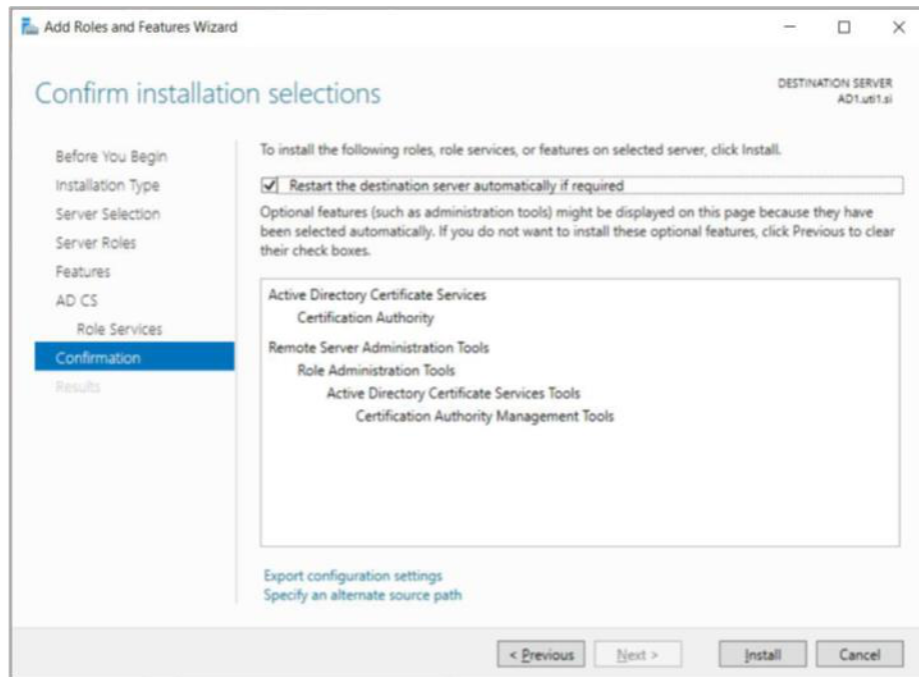 Add Roles and Features Wizard
Confirm installation selections
DESTINATION SERVER
AD1.uti1.si
Before You Begin
Installation Type
Server Selection
Server Roles
Features
AD CS
Role Services
Confirmation
Results
To install the following roles, role services, or features on selected server, click Install.
Restart the destination server automatically if required
Optional features (such as administration tools) might be displayed on this page because they have
been selected automatically. If you do not want to install these optional features, click Previous to clear
their check boxes.
Active Directory Certificate Services
Certification Authority
Remote Server Administration Tools
Role Administration Tools
Active Directory Certificate Services Tools
Certification Authority Management Tools
Export configuration settings
Specify an alternate source path
< Previous
Next >
Install
Cancel